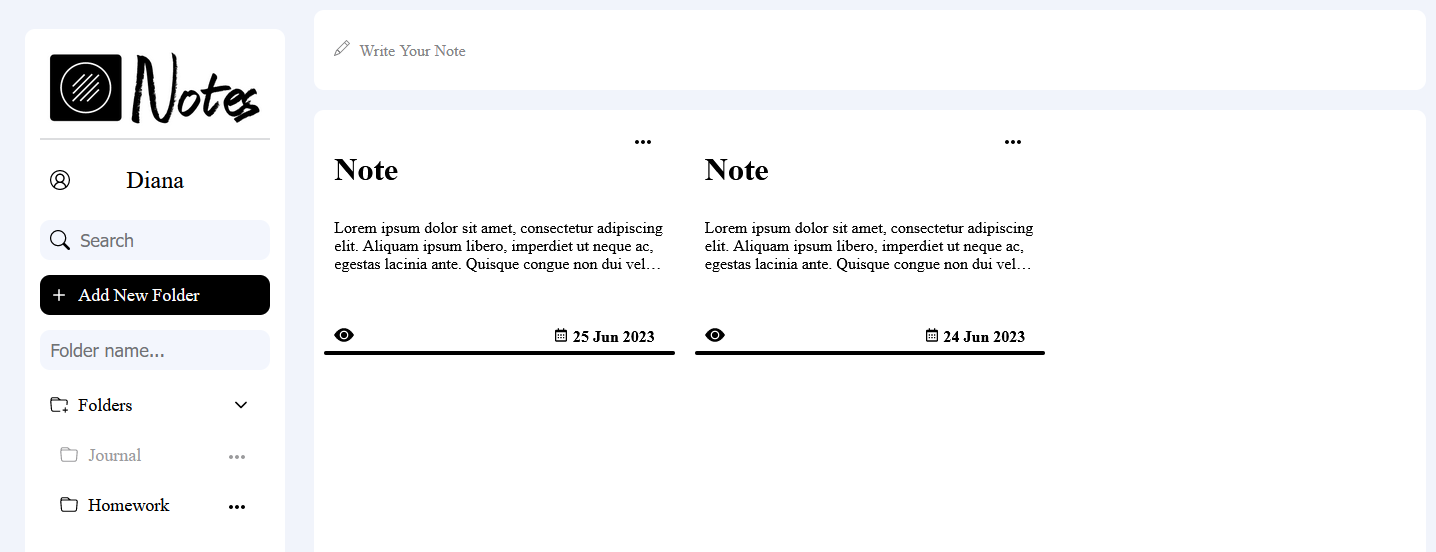 Notes
Diana
Search
Add New Folder
Folder name...
Folders
Journal
Homework
Write Your Note
Note
Lorem ipsum dolor sit amet, consectetur adipiscing
elit. Aliquam ipsum libero, imperdiet ut neque ac,
egestas lacinia ante. Quisque congue non dui vel…
25 Jun 2023
Note
Lorem ipsum dolor sit amet, consectetur adipiscing
elit. Aliquam ipsum libero, imperdiet ut neque ac,
egestas lacinia ante. Quisque congue non dui vel…
24 Jun 2023